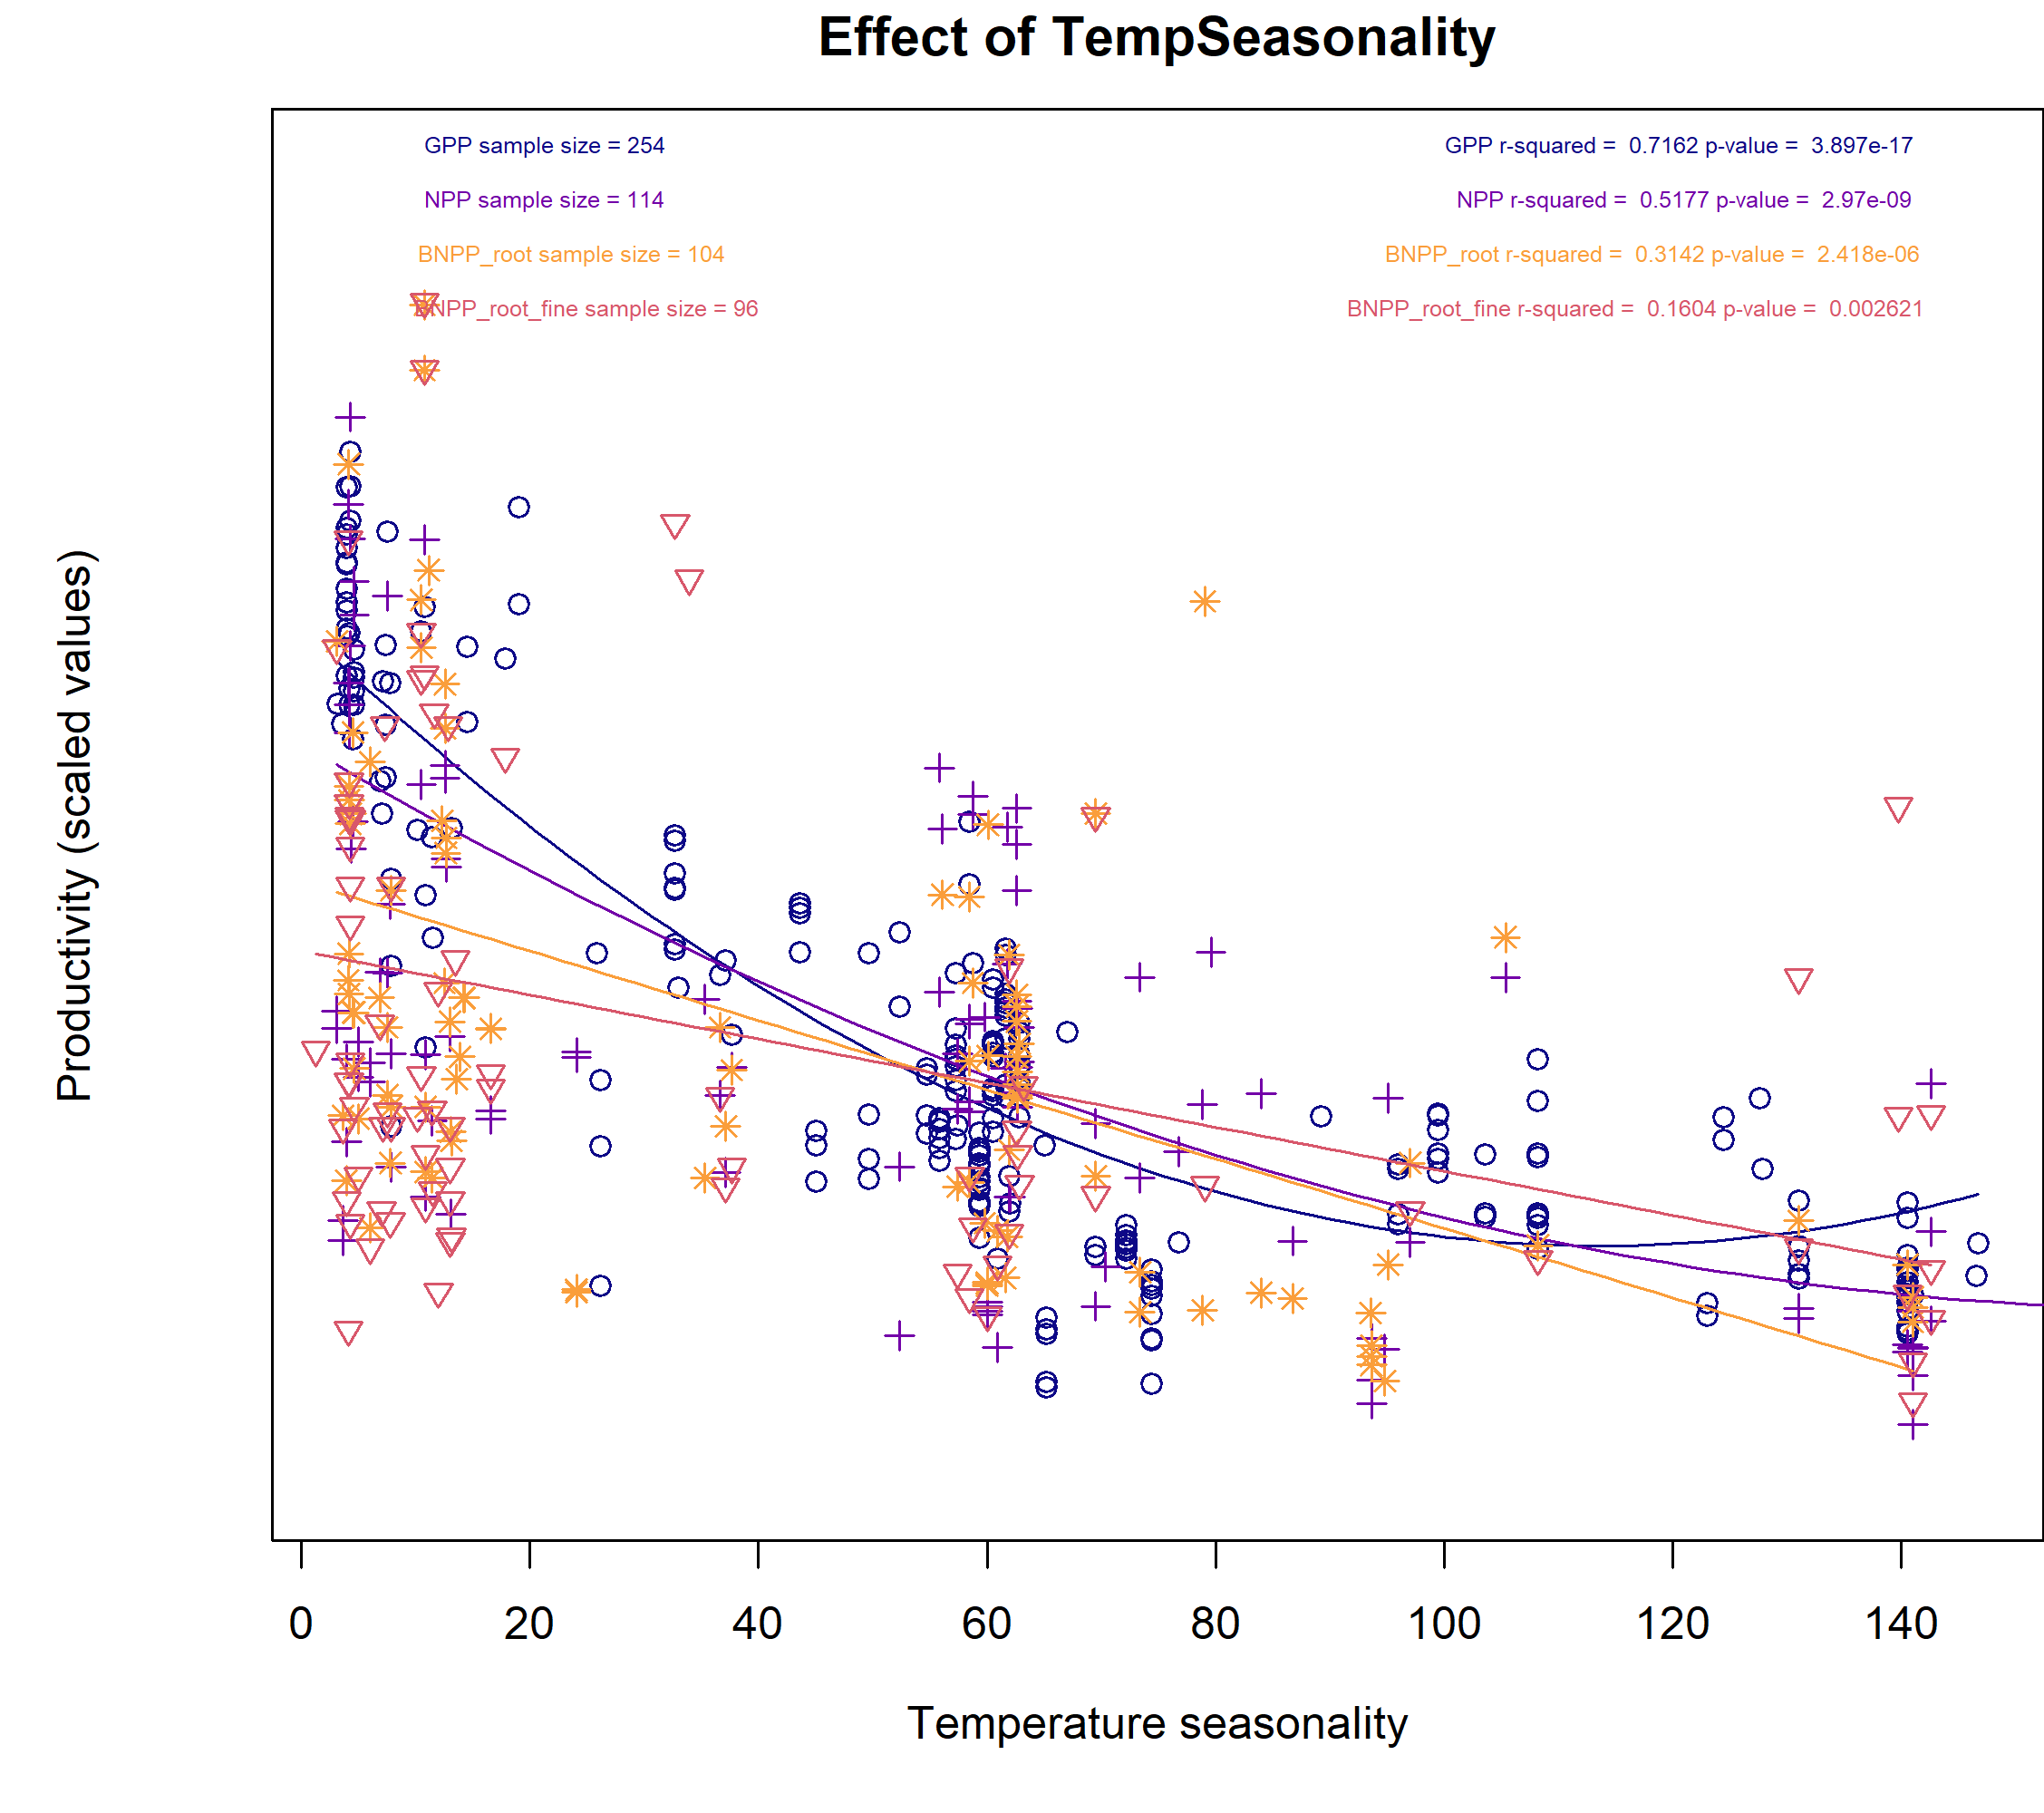 Effect of TempSeasonality
GPP sample size = 254
GPP r-squared =  0.7162 p-value =  3.897e-17
NPP sample size = 114
NPP r-squared =  0.5177 p-value =  2.97e-09
BNPP_root sample size = 104
BNPP_root r-squared =  0.3142 p-value =  2.418e-06
BNPP_root_fine sample size = 96
BNPP_root_fine r-squared =  0.1604 p-value =  0.002621
Productivity (scaled values)
0 20 40 60 80 100 120 140
Temperature seasonality